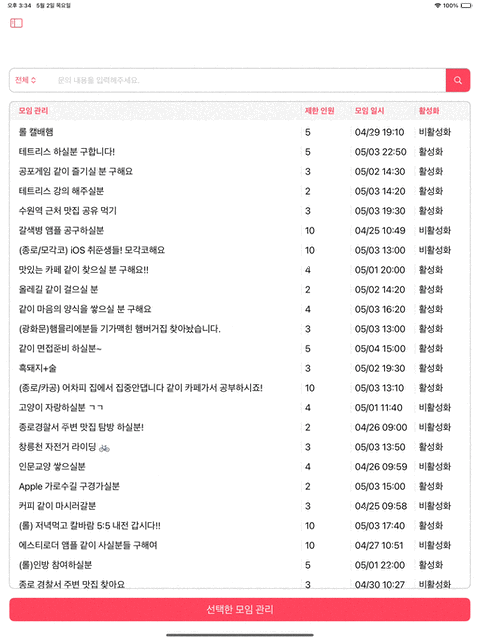 오후 3:34 5월 2일 목요일 100%
전체 문의 내용을 입력해주세요.
모임 관리 제한 인원 모임 일시 활성화
롤 캘바햄 5 04/29 19:10 비활성화
테트리스 하실분 구합니다! 5 05/03 22:50 활성화
공포게임 같이 즐기실 분 구해요 3 05/02 14:30 활성화
테트리스 강의 해주실분 2 05/03 14:20 활성화
수원역 근처 맛집 공유 먹기 3 05/03 19:30 활성화
갈색병 앰플 공구하실분 10 04/25 10:49 비활성화
(종로/모각코) iOS 취준생들! 모각코해요 10 05/03 13:00 비활성화
맛있는 카페 같이 찾으실 분 구해요!! 4 05/01 20:00 활성화
올레길 같이 걸으실 분 2 05/02 14:20 활성화
같이 마음의 양식을 쌓으실 분 구해요 4 05/03 16:20 활성화
(광화문)햄믈리에분들 기가맥힌 햄버거집 찾아놨습니다. 3 05/03 13:00 활성화
같이 면접준비 하실분~ 5 05/04 15:00 활성화
흑돼지+술 3 05/02 19:30 활성화
(종로/카공) 어차피 집에서 집중안댑니다 같이 카페가서 공부하시죠! 10 05/03 13:10 활성화
고양이 자랑하실분 ㄱㄱ 4 05/01 11:40 비활성화
종로경찰서 주변 맛집 탐방 하실분! 2 04/26 09:00 비활성화
창릉천 자전거 라이딩 🚲 3 05/03 13:50 활성화
인문교양 쌓으실분 4 04/26 09:59 비활성화
Apple 가로수길 구경가실분 2 05/03 15:00 활성화
커피 같이 마시러갈분 3 04/25 09:58 비활성화
(롤) 저녁먹고 칼바람 5:5 내전 갑시다!! 10 05/03 17:40 활성화
에스티로더 앰플 같이 사실분들 구해여 10 04/27 10:51 비활성화
(롤)인방 참여하실분 5 05/01 22:00 활성화
종로 경찰서 주변 맛집 찾아요 3 04/30 10:27 비활성화
선택한 모임 관리